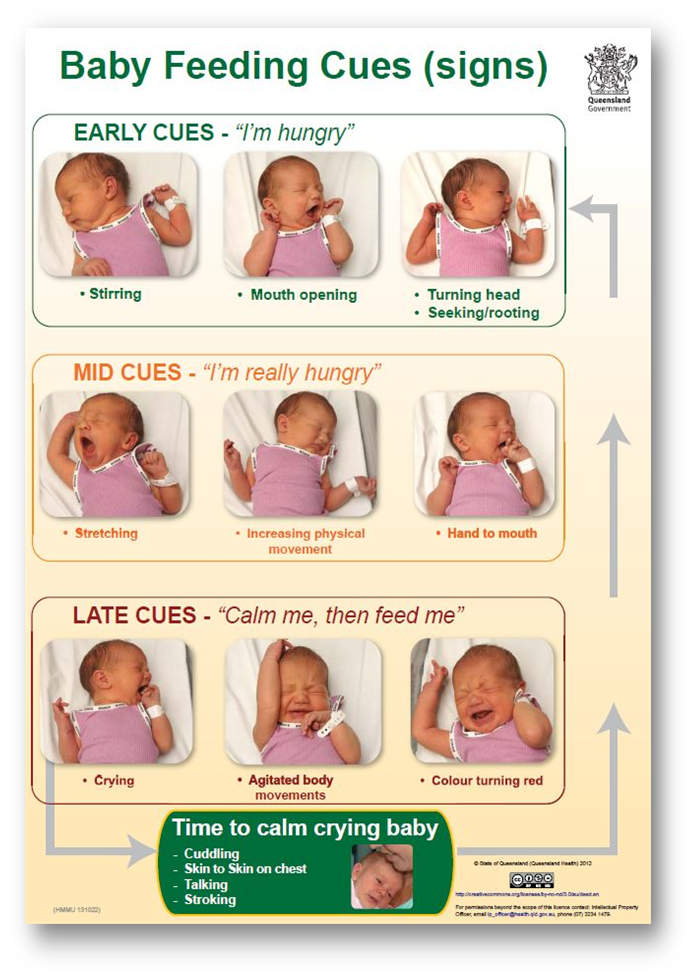 Baby Feeding Cues (signs)
Queensland
Government
EARLY CUES - “I’m hungry”
• Stirring
• Mouth opening
• Turning head
• Seeking/rooting
MID CUES - “I’m really hungry”
• Stretching
• Increasing physical
movement
• Hand to mouth
LATE CUES - “Calm me, then feed me”
• Crying
• Agitated body
movements
• Colour turning red
Time to calm crying baby
- Cuddling
- Skin to Skin on chest
- Talking
- Stroking
© State of Queensland (Queensland Health) 2012
http://creativecommons.org/licenses/by-nc-nd/3.0/au/deed.en
For permissions beyond the scope of this licence contact: Intellectual Property
Officer, email ip_officer@health.qld.gov.au, phone (07) 3234 1479.
(HMMU 131022)